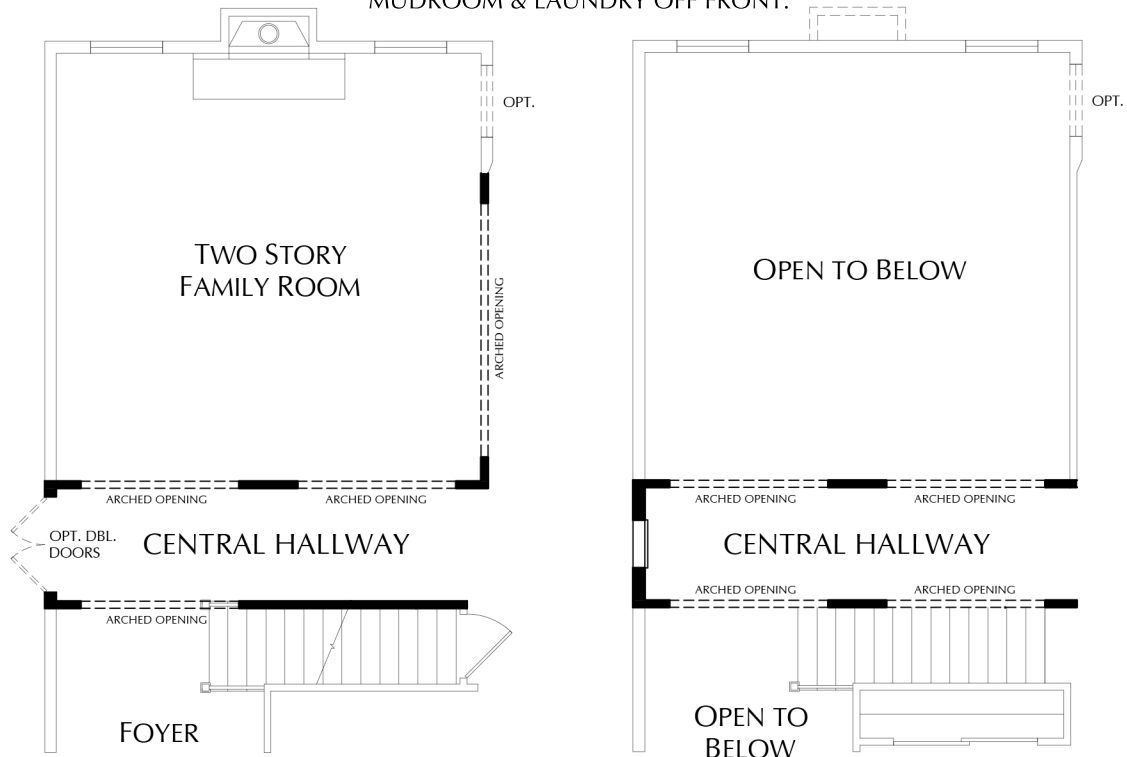 MUDROOM & LAUNDRY OFF FRONT.
OPT.
TWO STORY
FAMILY ROOM
ARCHED OPENING
ARCHED OPENING
ARCHED OPENING
OPT. DBL.
DOORS
CENTRAL HALLWAY
ARCHED OPENING
FOYER
OPT.
OPEN TO BELOW
ARCHED OPENING
ARCHED OPENING
CENTRAL HALLWAY
ARCHED OPENING
ARCHED OPENING
OPEN TO
BELOW